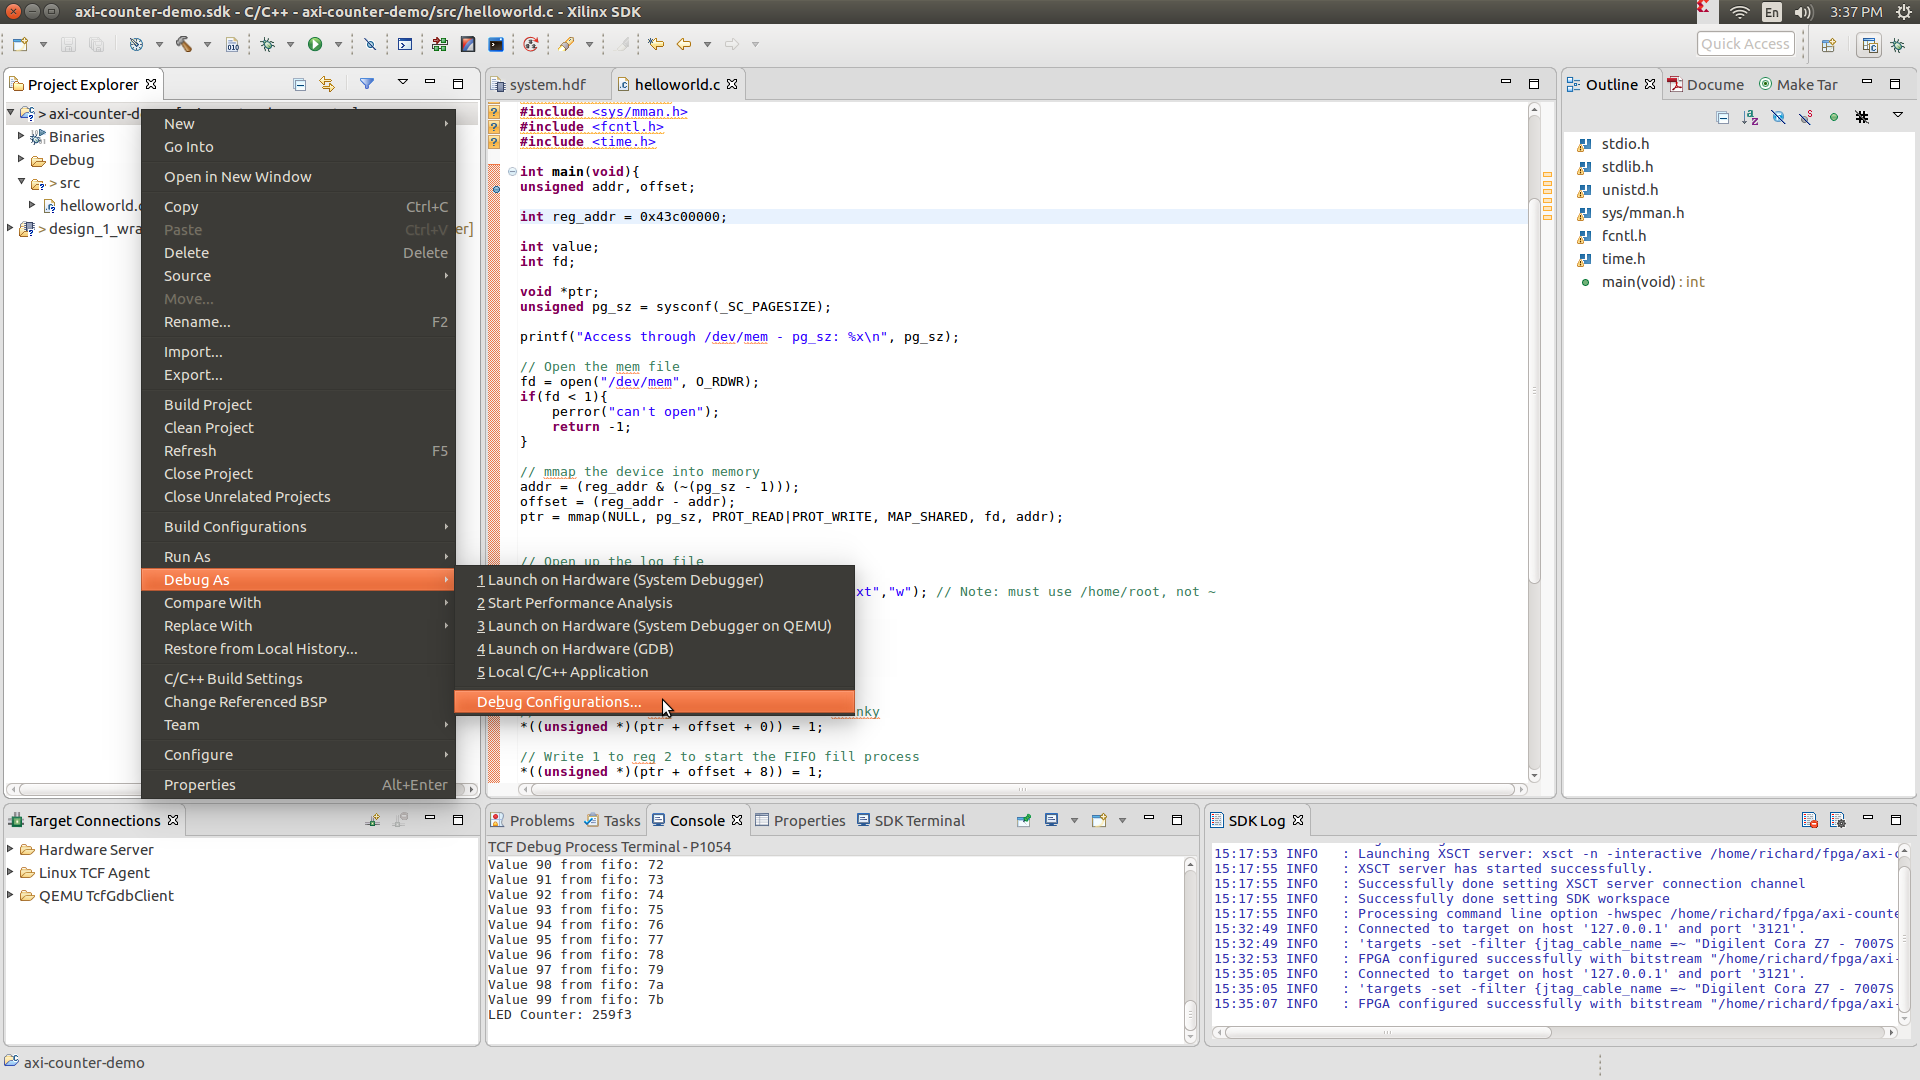 axi-counter-demo.sdk - C/C++ - axi-counter-demo/src/helloworld.c - Xilinx SDK
En
3:37 PM
Quick Access
Project Explorer
> axi-counter-d
Binaries
Debug
> src
helloworld.c
> design_1_wra
er]
New
Go Into
Open in New Window
Copy Ctrl+C
Paste Ctrl+V
Delete Delete
Source
Move...
Rename... F2
Import...
Export...
Build Project
Clean Project
Refresh F5
Close Project
Close Unrelated Projects
Build Configurations
Run As
Debug As
Compare With
Replace With
Restore from Local History...
C/C++ Build Settings
Change Referenced BSP
Team
Configure
Properties Alt+Enter
1 Launch on Hardware (System Debugger)
2 Start Performance Analysis
3 Launch on Hardware (System Debugger on QEMU)
4 Launch on Hardware (GDB)
5 Local C/C++ Application
Debug Configurations...
system.hdf
helloworld.c
#include <sys/mman.h>
#include <fcntl.h>
#include <time.h>
int main(void){
unsigned addr, offset;
int reg_addr = 0x43c00000;
int value;
int fd;
void *ptr;
unsigned pg_sz = sysconf(_SC_PAGESIZE);
printf("Access through /dev/mem - pg_sz: %x\n", pg_sz);
// Open the mem file
fd = open("/dev/mem", O_RDWR);
if(fd < 1){
perror("can't open");
return -1;
}
// mmap the device into memory
addr = (reg_addr & (~(pg_sz - 1)));
offset = (reg_addr - addr);
ptr = mmap(NULL, pg_sz, PROT_READ|PROT_WRITE, MAP_SHARED, fd, addr);
// Open up the log file
xt","w"); // Note: must use /home/root, not ~
nky
*((unsigned *)(ptr + offset + 0)) = 1;
// Write 1 to reg 2 to start the FIFO fill process
*((unsigned *)(ptr + offset + 8)) = 1;
Outline
Docume
Make Tar
stdio.h
stdlib.h
unistd.h
sys/mman.h
fcntl.h
time.h
main(void) : int
Target Connections
Hardware Server
Linux TCF Agent
QEMU TcfGdbClient
Problems
Tasks
Console
Properties
SDK Terminal
TCF Debug Process Terminal - P1054
Value 90 from fifo: 72
Value 91 from fifo: 73
Value 92 from fifo: 74
Value 93 from fifo: 75
Value 94 from fifo: 76
Value 95 from fifo: 77
Value 96 from fifo: 78
Value 97 from fifo: 79
Value 98 from fifo: 7a
Value 99 from fifo: 7b
LED Counter: 259f3
SDK Log
15:17:53 INFO : Launching XSCT server: xsct -n -interactive /home/richard/fpga/axi-c
15:17:55 INFO : XSCT server has started successfully.
15:17:55 INFO : Successfully done setting XSCT server connection channel
15:17:55 INFO : Successfully done setting SDK workspace
15:17:55 INFO : Processing command line option -hwspec /home/richard/fpga/axi-counte
15:32:49 INFO : Connected to target on host '127.0.0.1' and port '3121'.
15:32:49 INFO : 'targets -set -filter {jtag_cable_name =~ "Digilent Cora Z7 - 7007S
15:32:53 INFO : FPGA configured successfully with bitstream "/home/richard/fpga/axi-
15:35:05 INFO : Connected to target on host '127.0.0.1' and port '3121'.
15:35:05 INFO : 'targets -set -filter {jtag_cable_name =~ "Digilent Cora Z7 - 7007S
15:35:07 INFO : FPGA configured successfully with bitstream "/home/richard/fpga/axi-
axi-counter-demo